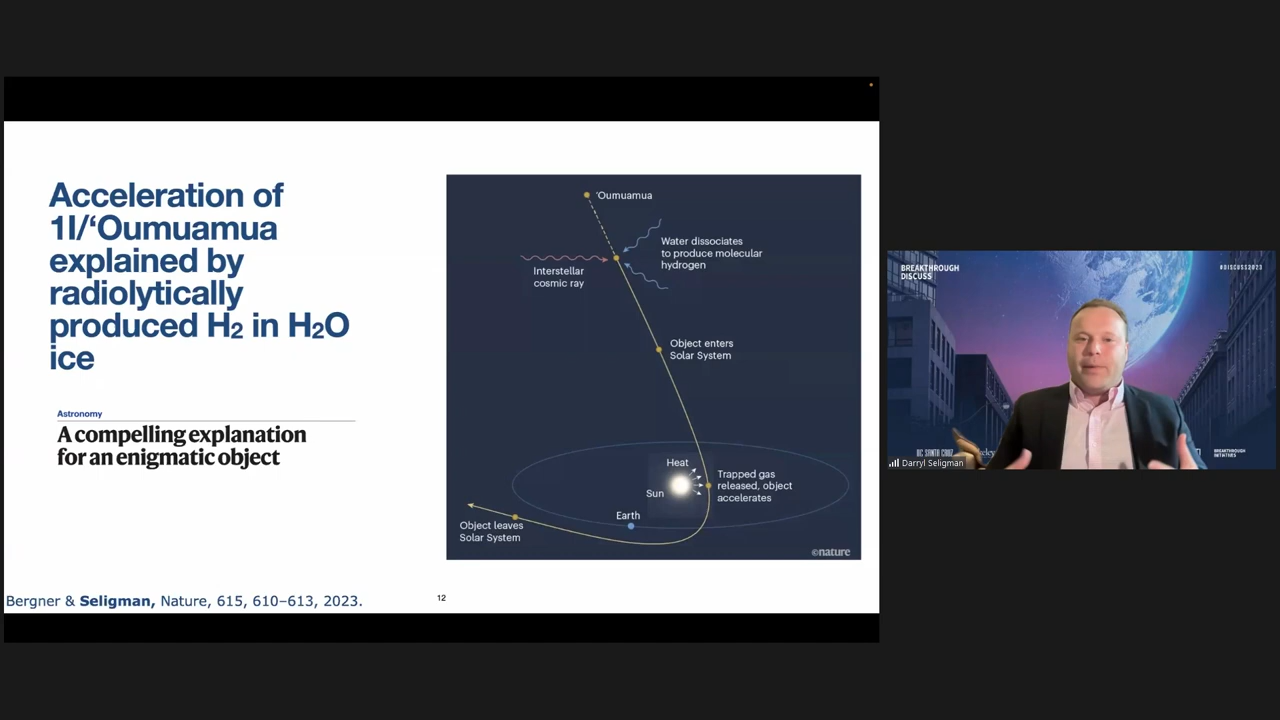 Acceleration of
1I/‘Oumuamua
explained by
radiolytically
produced H₂ in H₂O
ice
Astronomy
A compelling explanation
for an enigmatic object
Bergner & Seligman, Nature, 615, 610–613, 2023.
12
'Oumuamua
Water dissociates
to produce molecular
hydrogen
Interstellar
cosmic ray
Object enters
Solar System
Heat
Sun
Trapped gas
released, object
accelerates
Earth
Object leaves
Solar System
©nature
BREAKTHROUGH
DISCUSS
#DISCUSS2023
UC SANTA CRUZ
Darryl Seligman
BREAKTHROUGH
INITIATIVES